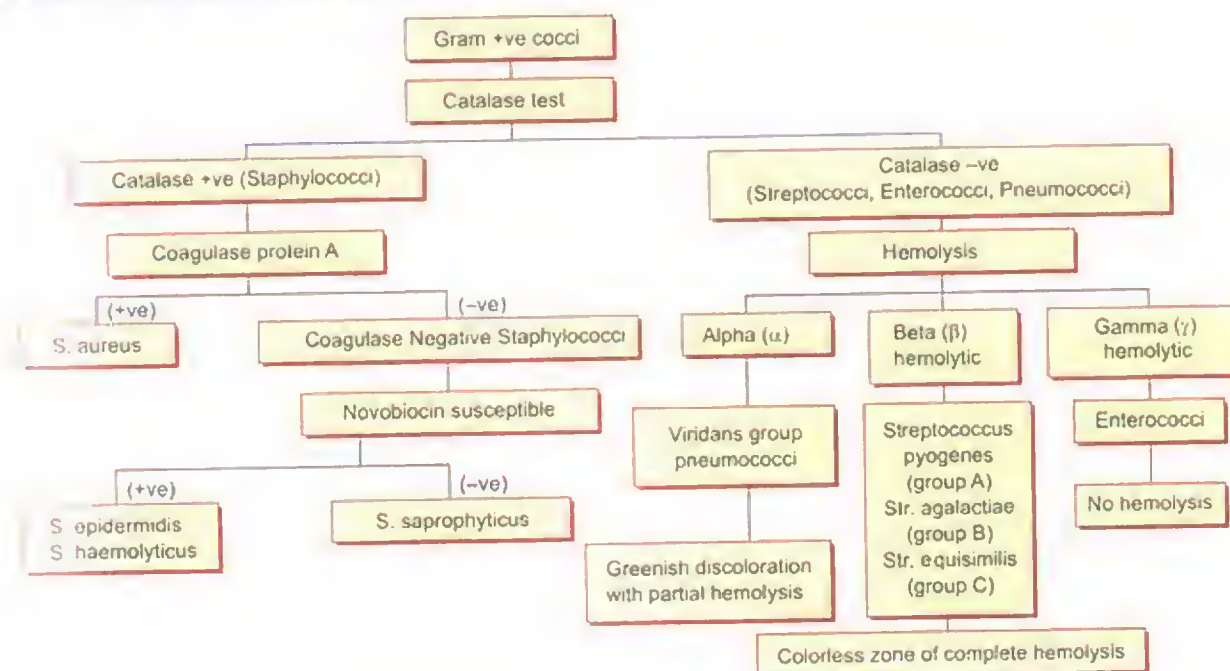 Gram +ve cocci
Catalase test
Catalase +ve (Staphylococci)
Catalase –ve
(Streptococci, Enterococci, Pneumococci)
Coagulase protein A
Hemolysis
(+ve)
(–ve)
S. aureus
Coagulase Negative Staphylococci
Alpha (α)
Beta (β)
hemolytic
Gamma (γ)
hemolytic
Novobiocin susceptible
Viridans group
pneumococci
Streptococcus
pyogenes
(group A)
Str. agalactiae
(group B)
Str. equisimilis
(group C)
Enterococci
(+ve)
(–ve)
S epidermidis
S haemolyticus
S. saprophyticus
No hemolysis
Greenish discoloration
with partial hemolysis
Colorless zone of complete hemolysis